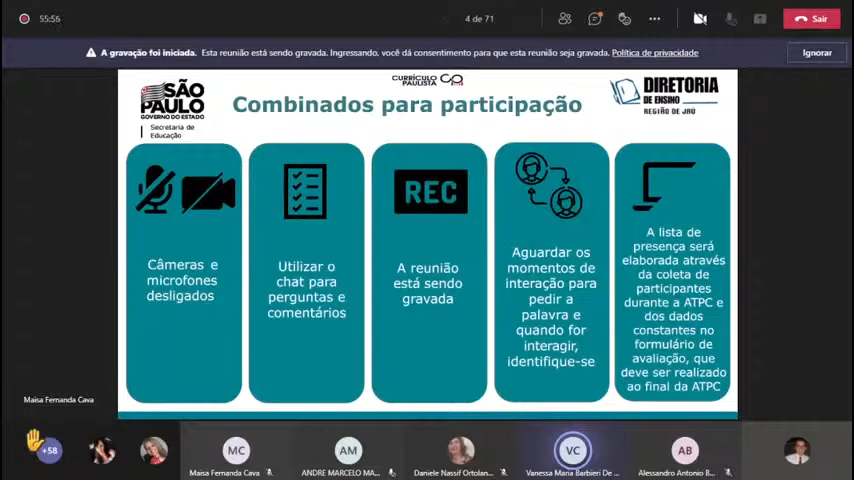 55:55
4 de 71
Sair
A gravação foi iniciada. Esta reunião está sendo gravada. Ingressando, você dá consentimento para que esta reunião seja gravada. Política de privacidade
Ignorar
SÃO
PAULO
GOVERNO DO ESTADO
Secretaria de
Educação
CURRÍCULO
PAULISTA
DIRETORIA
DE ENSINO
REGIÃO DE JAÚ
Combinados para participação
Câmeras e
microfones
desligados
Utilizar o
chat para
perguntas e
comentários
REC
A reunião
está sendo
gravada
Aguardar os
momentos de
interação para
pedir a
palavra e
quando for
interagir,
identifique-se
A lista de
presença será
elaborada através
da coleta de
participantes
durante a ATPC e
dos dados
constantes no
formulário de
avaliação, que
deve ser realizado
ao final da ATPC
Maisa Fernanda Cava
+58
MC
Maisa Fernanda Cava
AM
ANDRE MARCELO MA...
Daniele Nassif Ortolan...
VC
Vanessa Maria Barbieri De ...
AB
Alessandro Antonio B...